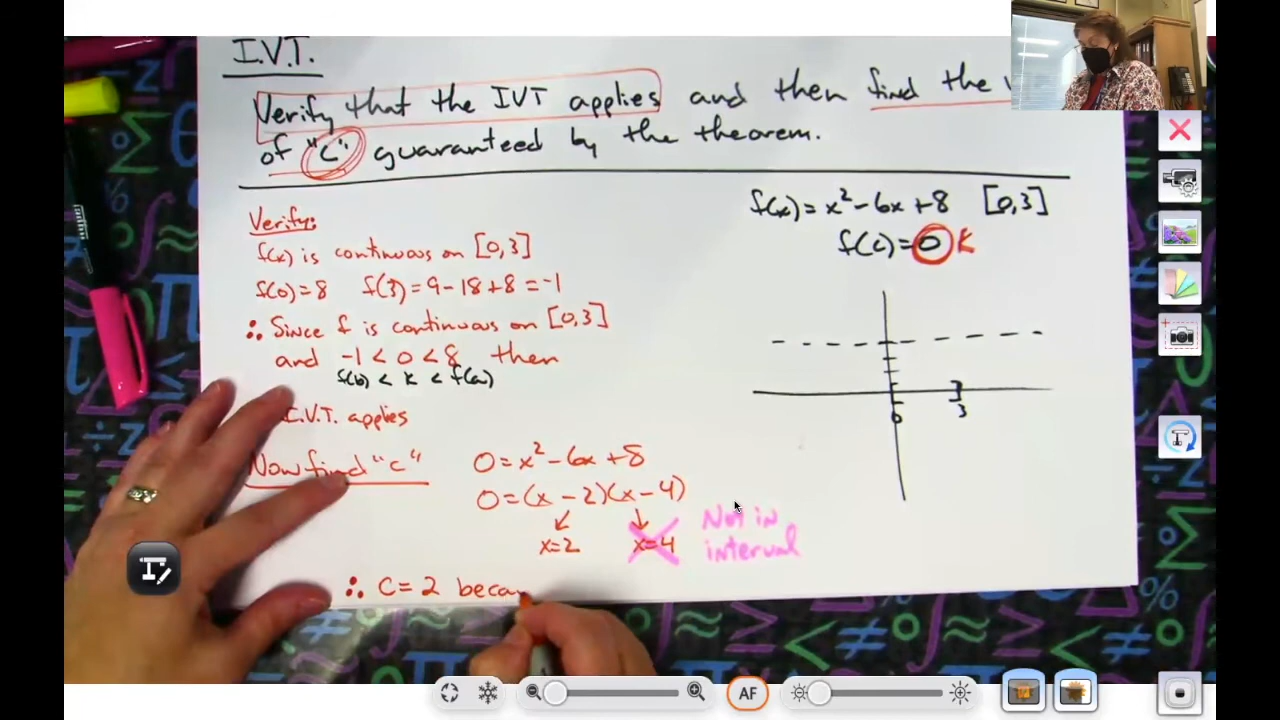 I.V.T.
Verify that the IVT applies and then find the
of "c" guaranteed by the theorem.
f(x) = x² - 6x + 8 [0,3]
f(c) = 0 K
Verify:
f(x) is continuous on [0,3]
f(0) = 8 f(3) = 9 - 18 + 8 = -1
∴ Since f is continuous on [0,3]
and -1 < 0 < 8 then
f(b) < K < f(a)
I.V.T. applies
0 3
Now find "c"
0 = x² - 6x + 8
0 = (x - 2)(x - 4)
x=2 x=4 Not in
interval
∴ C = 2 becau
AF